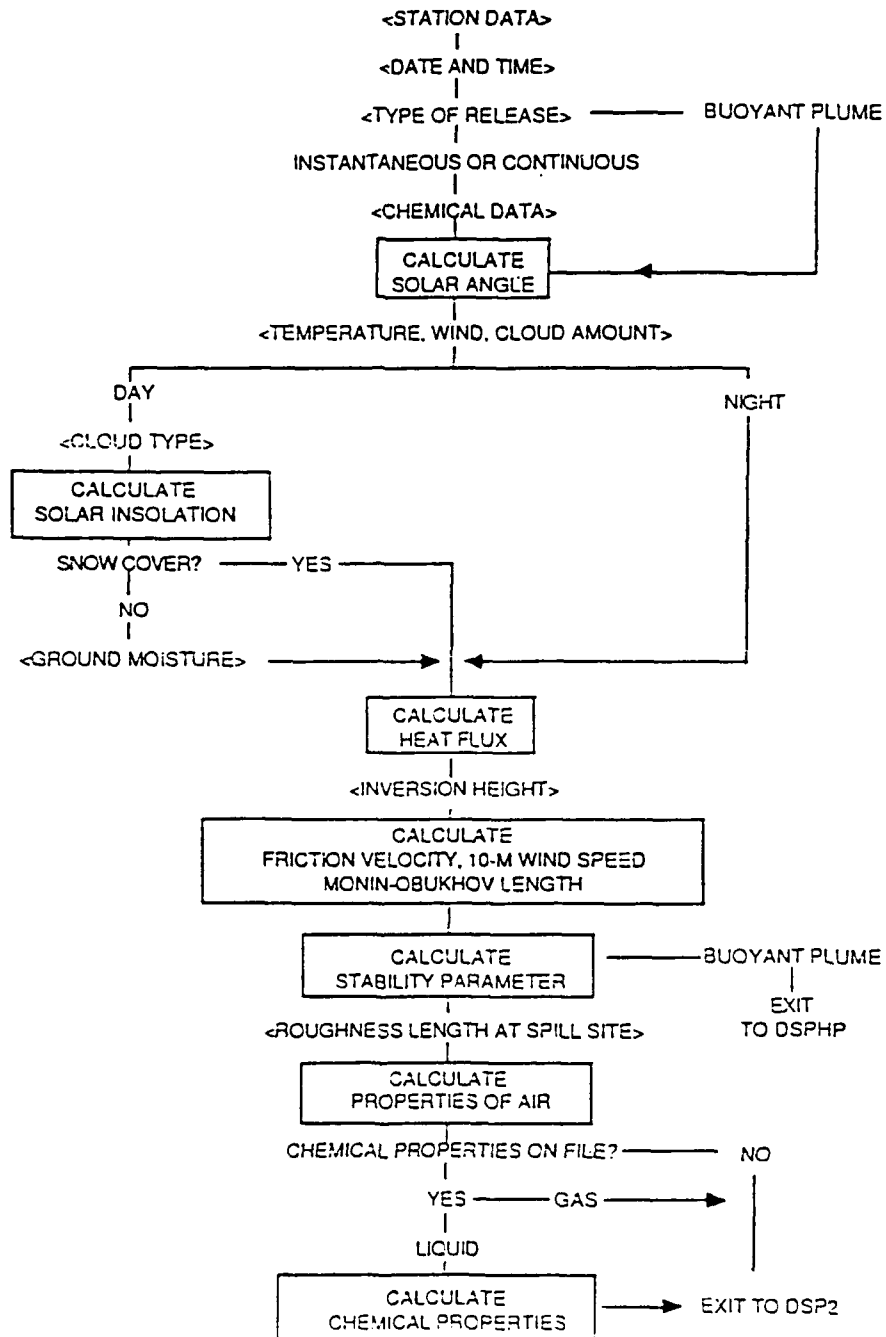 <STATION DATA>
<DATE AND TIME>
<TYPE OF RELEASE>
BUOYANT PLUME
INSTANTANEOUS OR CONTINUOUS
<CHEMICAL DATA>
CALCULATE
SOLAR ANGLE
<TEMPERATURE, WIND, CLOUD AMOUNT>
DAY
NIGHT
<CLOUD TYPE>
CALCULATE
SOLAR INSOLATION
SNOW COVER?
YES
NO
<GROUND MOISTURE>
CALCULATE
HEAT FLUX
<INVERSION HEIGHT>
CALCULATE
FRICTION VELOCITY, 10-M WIND SPEED
MONIN-OBUKHOV LENGTH
CALCULATE
STABILITY PARAMETER
BUOYANT PLUME
EXIT
TO DSPHP
<ROUGHNESS LENGTH AT SPILL SITE>
CALCULATE
PROPERTIES OF AIR
CHEMICAL PROPERTIES ON FILE?
NO
YES
GAS
LIQUID
CALCULATE
CHEMICAL PROPERTIES
EXIT TO DSP2